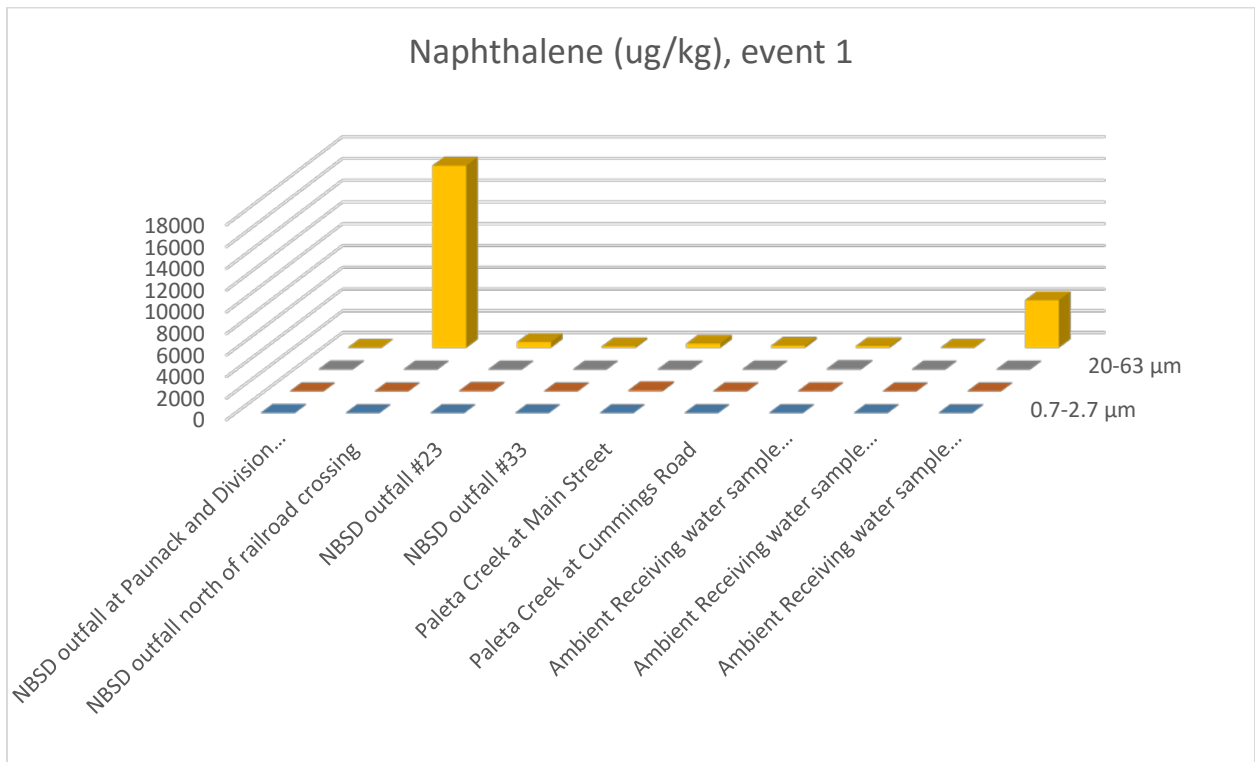 Naphthalene (ug/kg), event 1
18000
16000
14000
12000
10000
8000
6000
4000
2000
0
20-63 µm
0.7-2.7 µm
NBSD outfall at Paunack and Division...
NBSD outfall north of railroad crossing
NBSD outfall #23
NBSD outfall #33
Paleta Creek at Main Street
Paleta Creek at Cummings Road
Ambient Receiving water sample...
Ambient Receiving water sample...
Ambient Receiving water sample...